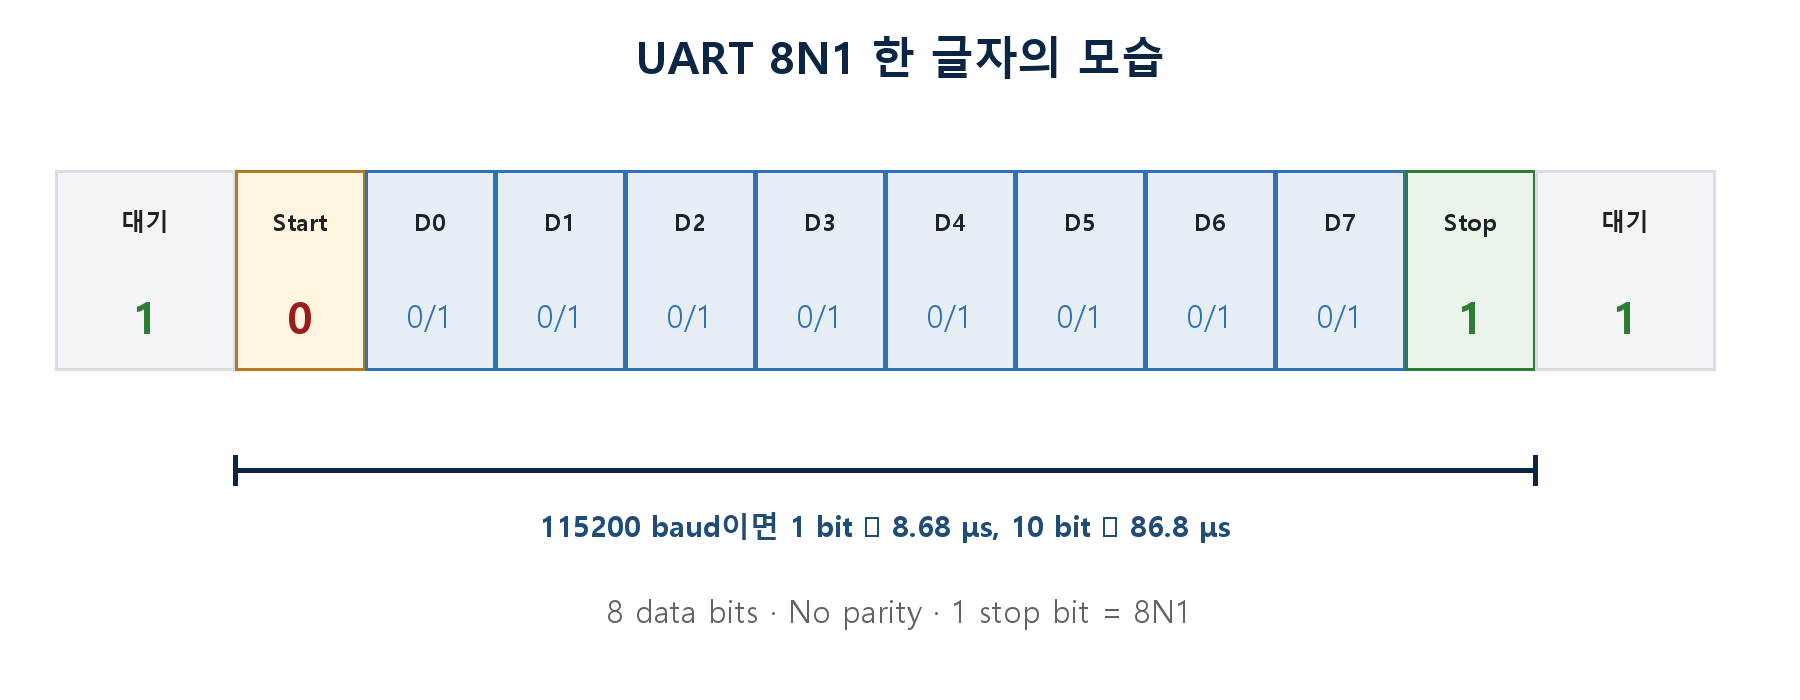 UART 8N1 한 글자의 모습
대기 Start D0 D1 D2 D3 D4 D5 D6 D7 Stop 대기
1 0 0/1 0/1 0/1 0/1 0/1 0/1 0/1 0/1 1 1
115200 baud이면 1 bit □ 8.68 µs, 10 bit □ 86.8 µs
8 data bits · No parity · 1 stop bit = 8N1